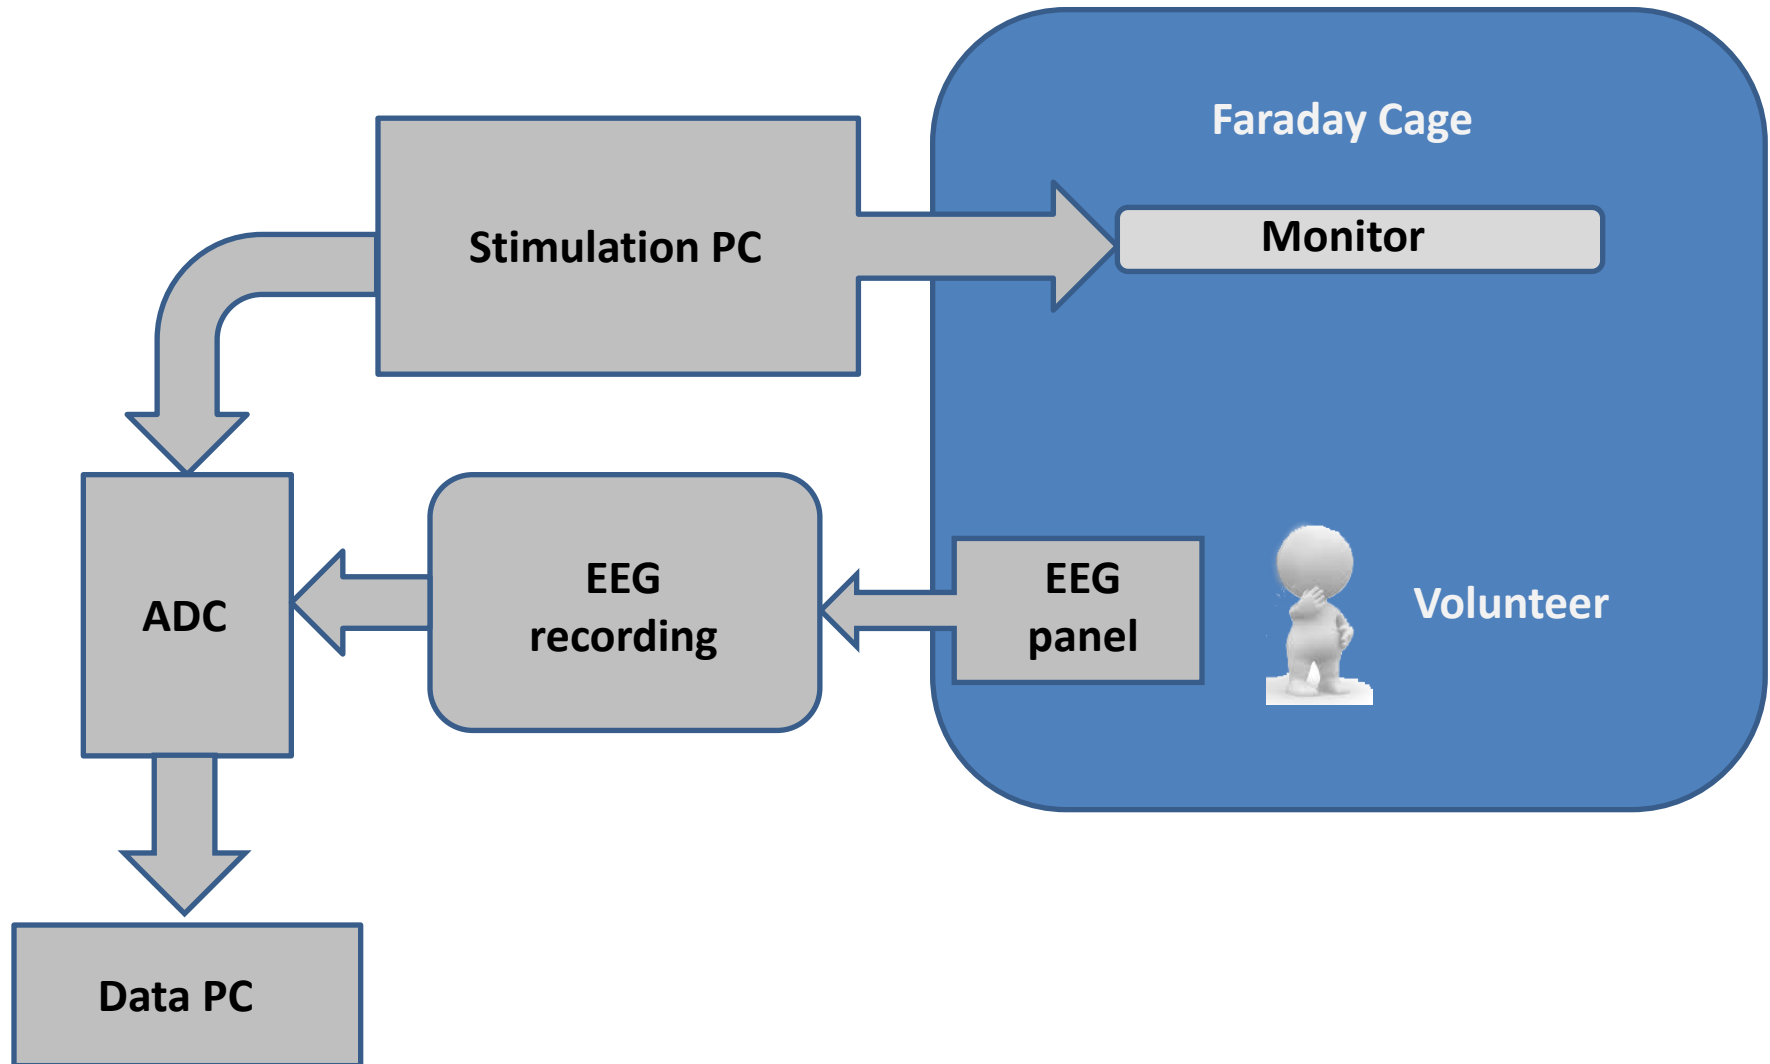 Faraday Cage
Stimulation PC
Monitor
ADC
EEG
recording
EEG
panel
Volunteer
Data PC